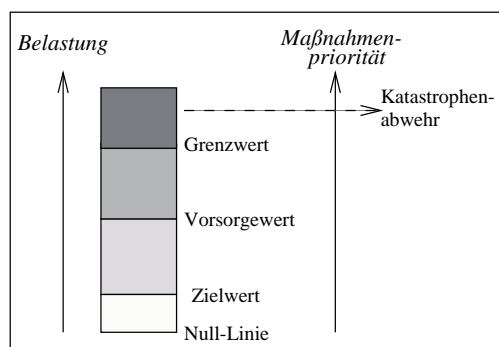 Belastung
Maßnahmen-
priorität
Katastrophen-
abwehr
Grenzwert
Vorsorgewert
Zielwert
Null-Linie